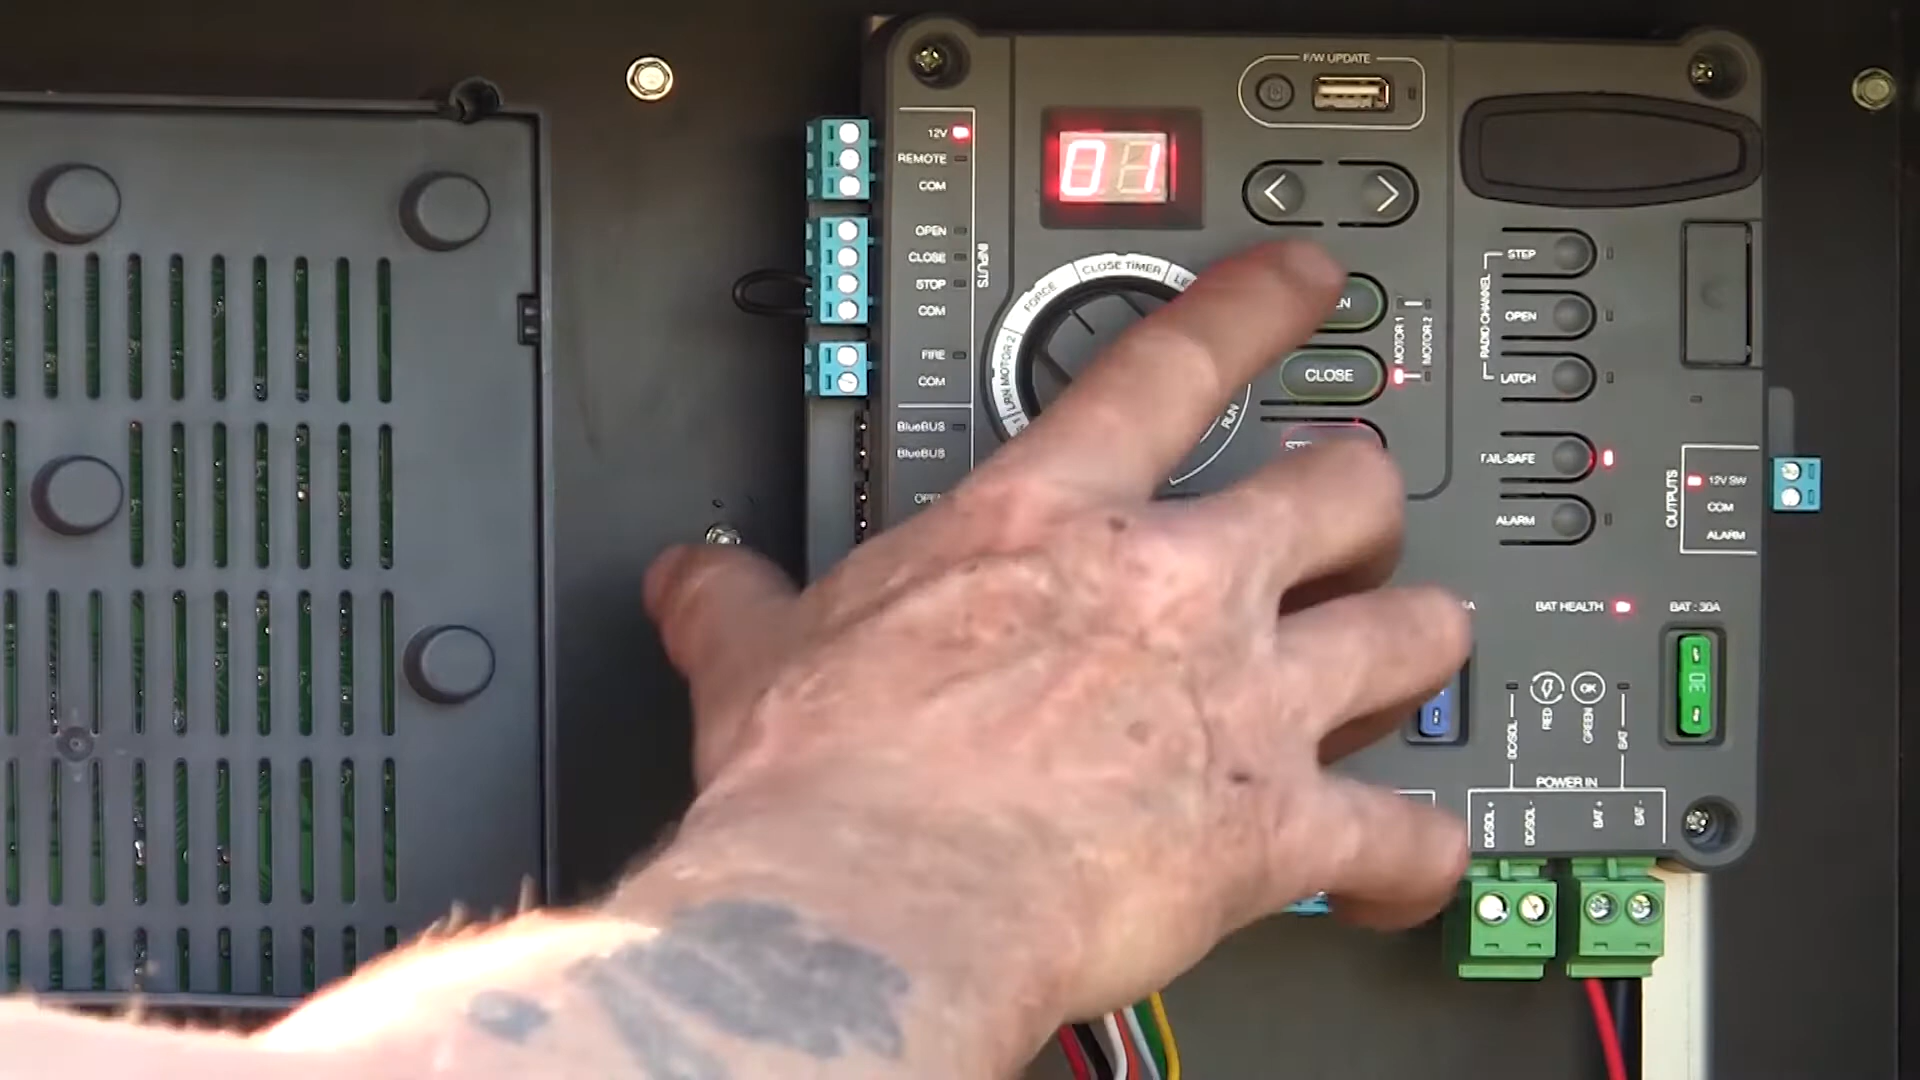 F/W UPDATE
12V
REMOTE
COM
01
OPEN
CLOSE
STOP
COM
INPUTS
FIRE
COM
BlueBUS
BlueBUS
FORCE
CLOSE TIMER
LRN MOTOR 2
RUN
CLOSE
MOTOR 1
MOTOR 2
RADIO CHANNEL
STEP
OPEN
LATCH
FAIL-SAFE
ALARM
OUTPUTS
12V SW
COM
ALARM
BAT HEALTH
BAT : 30A
30
DC/SOL
RED
OK
GREEN
BAT
POWER IN
DC/SOL +
DC/SOL -
BAT +
BAT -